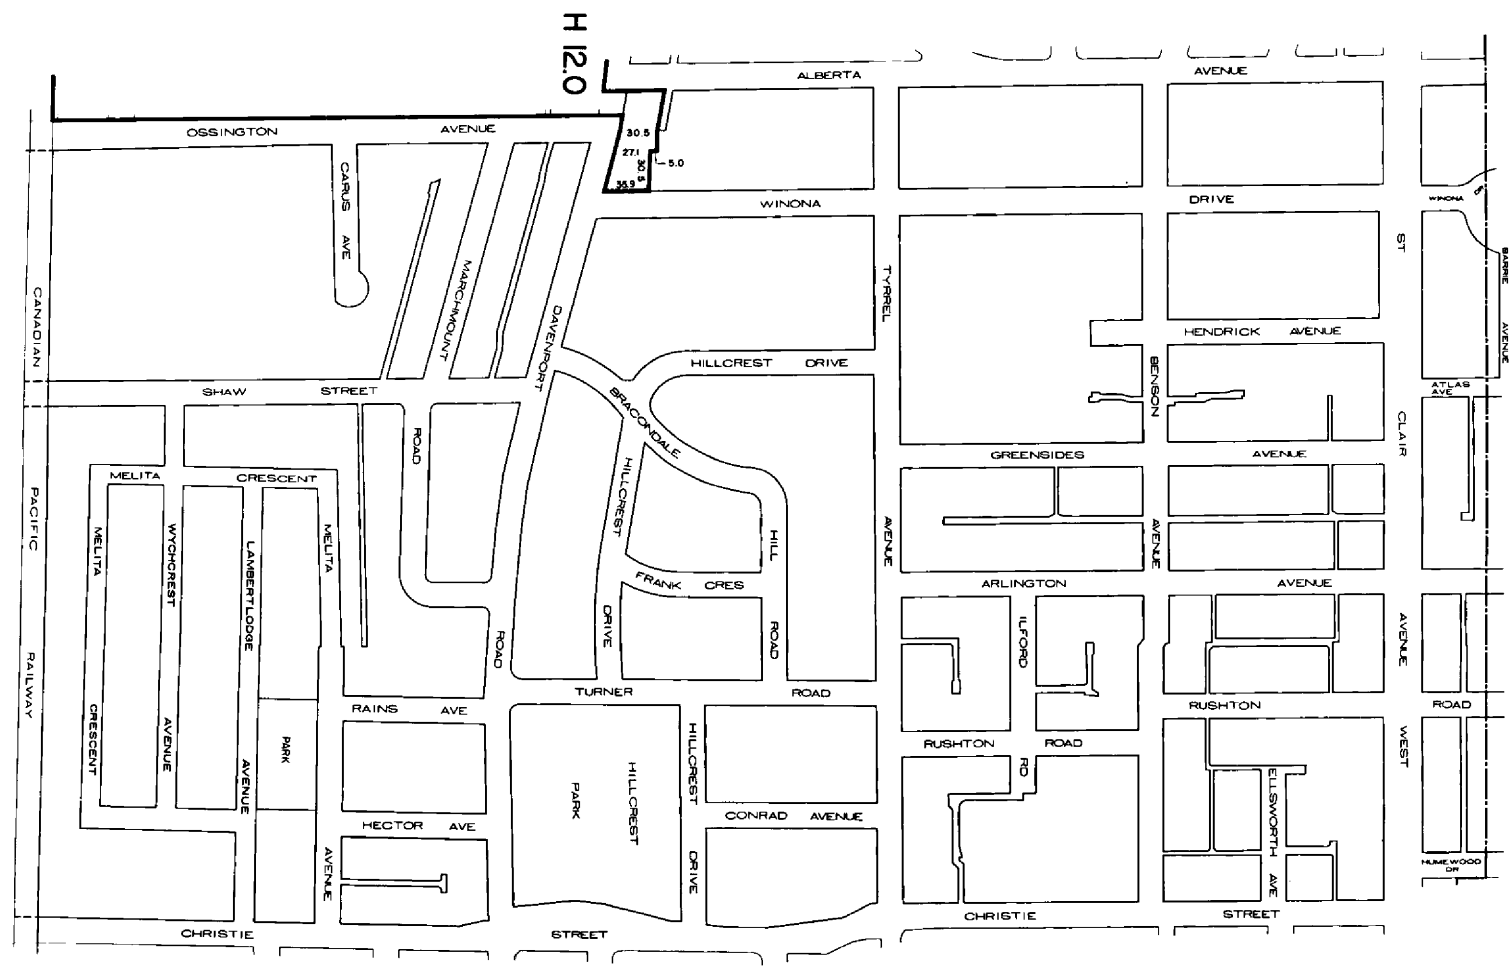 H 12.0
ALBERTA AVENUE
OSSINGTON AVENUE
30.5
27.1
30.5
5.0
35.9
CARUS AVE
WINONA DRIVE
WINONA
DR
BARRIE AVENUE
ST CLAIR AVENUE WEST
TYRREL AVENUE
MARCHMOUNT ROAD
DAVENPORT ROAD
HENDRICK AVENUE
HILLCREST DRIVE
BENSON AVENUE
CANADIAN PACIFIC RAILWAY
SHAW STREET
BRACONDALE HILL ROAD
ATLAS
AVE
GREENSIDES AVENUE
HILLCREST DRIVE
MELITA CRESCENT
MELITA CRESCENT
WYCHCREST AVENUE
LAMBERTLODGE AVENUE
MELITA AVENUE
FRANK CRES
ARLINGTON AVENUE
ILFORD RD
TURNER ROAD
RUSHTON ROAD
RAINS AVE
PARK
HILLCREST
PARK
HILLCREST DRIVE
RUSHTON ROAD
ELLSWORTH AVE
CONRAD AVENUE
HECTOR AVE
HUMEWOOD
DR
CHRISTIE STREET
CHRISTIE STREET